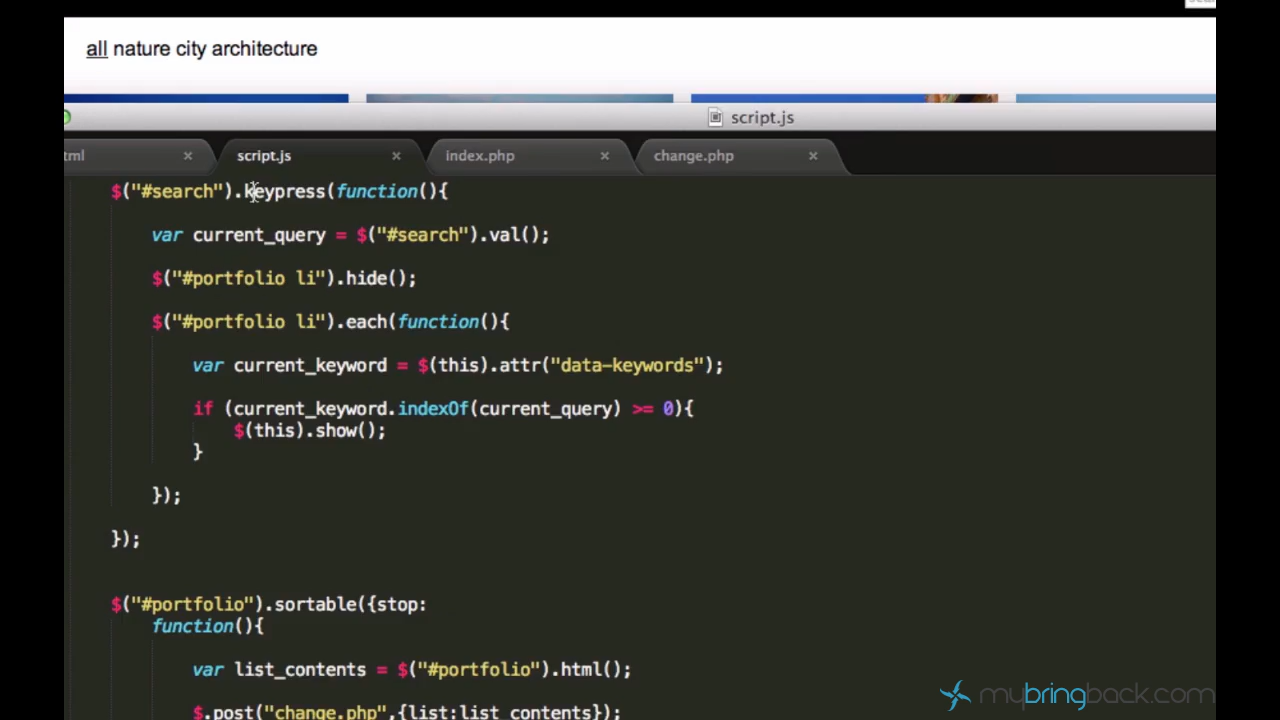 all nature city architecture
script.js
tml × script.js × index.php × change.php ×
$("#search").keypress(function(){
var current_query = $("#search").val();
$("#portfolio li").hide();
$("#portfolio li").each(function(){
var current_keyword = $(this).attr("data-keywords");
if (current_keyword.indexOf(current_query) >= 0){
$(this).show();
}
});
});
$("#portfolio").sortable({stop:
function(){
var list_contents = $("#portfolio").html();
$.post("change.php",{list:list_contents});
mybringback.com